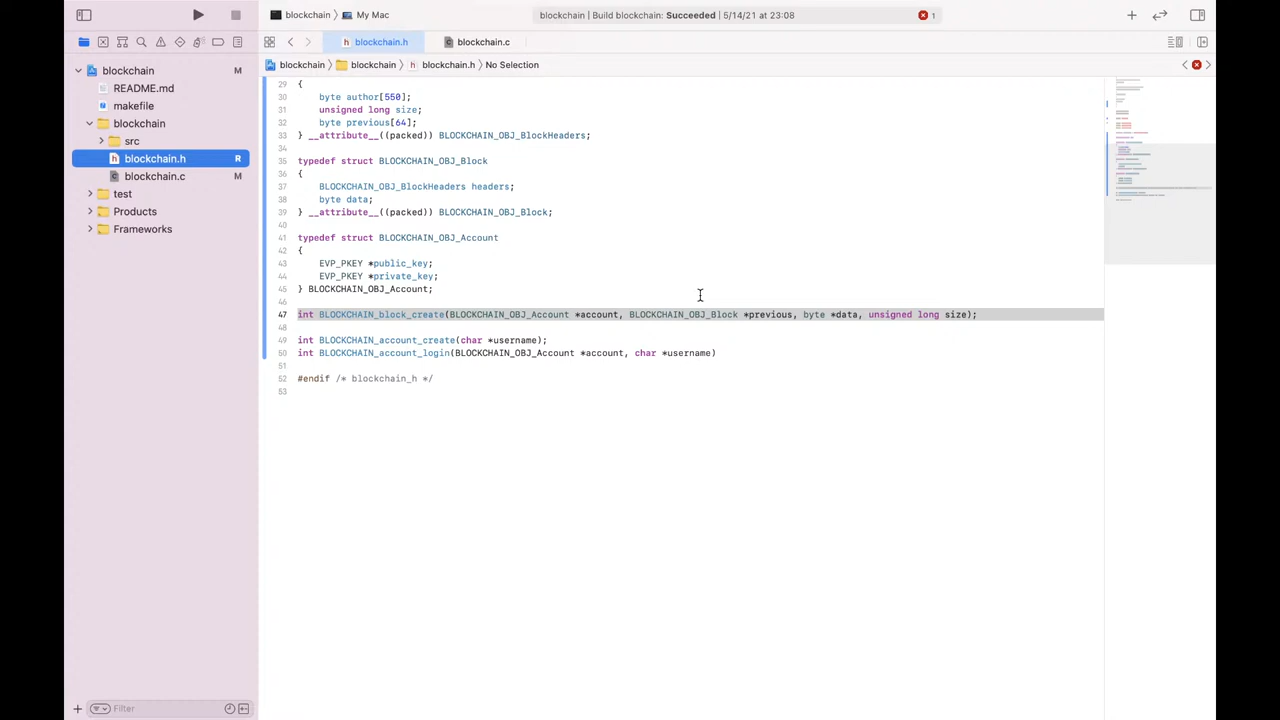 blockchain
My Mac
blockchain | Build blockchain: Succeeded | 5/14/21 at 23:08
1
blockchain.h
blockchain.c
blockchain
blockchain
blockchain.h
No Selection
blockchain M
README.md
makefile
blockchain
src
blockchain.h R
blockchain.c M
test
Products
Frameworks
29 {
30 byte author[550];
31 unsigned long size;
32 byte previous[64];
33 } __attribute__((packed)) BLOCKCHAIN_OBJ_BlockHeaders;
34
35 typedef struct BLOCKCHAIN_OBJ_Block
36 {
37 BLOCKCHAIN_OBJ_BlockHeaders headers;
38 byte data;
39 } __attribute__((packed)) BLOCKCHAIN_OBJ_Block;
40
41 typedef struct BLOCKCHAIN_OBJ_Account
42 {
43 EVP_PKEY *public_key;
44 EVP_PKEY *private_key;
45 } BLOCKCHAIN_OBJ_Account;
46
47 int BLOCKCHAIN_block_create(BLOCKCHAIN_OBJ_Account *account, BLOCKCHAIN_OBJ_Block *previous, byte *data, unsigned long size);
48
49 int BLOCKCHAIN_account_create(char *username);
50 int BLOCKCHAIN_account_login(BLOCKCHAIN_OBJ_Account *account, char *username)
51
52 #endif /* blockchain_h */
53
Filter